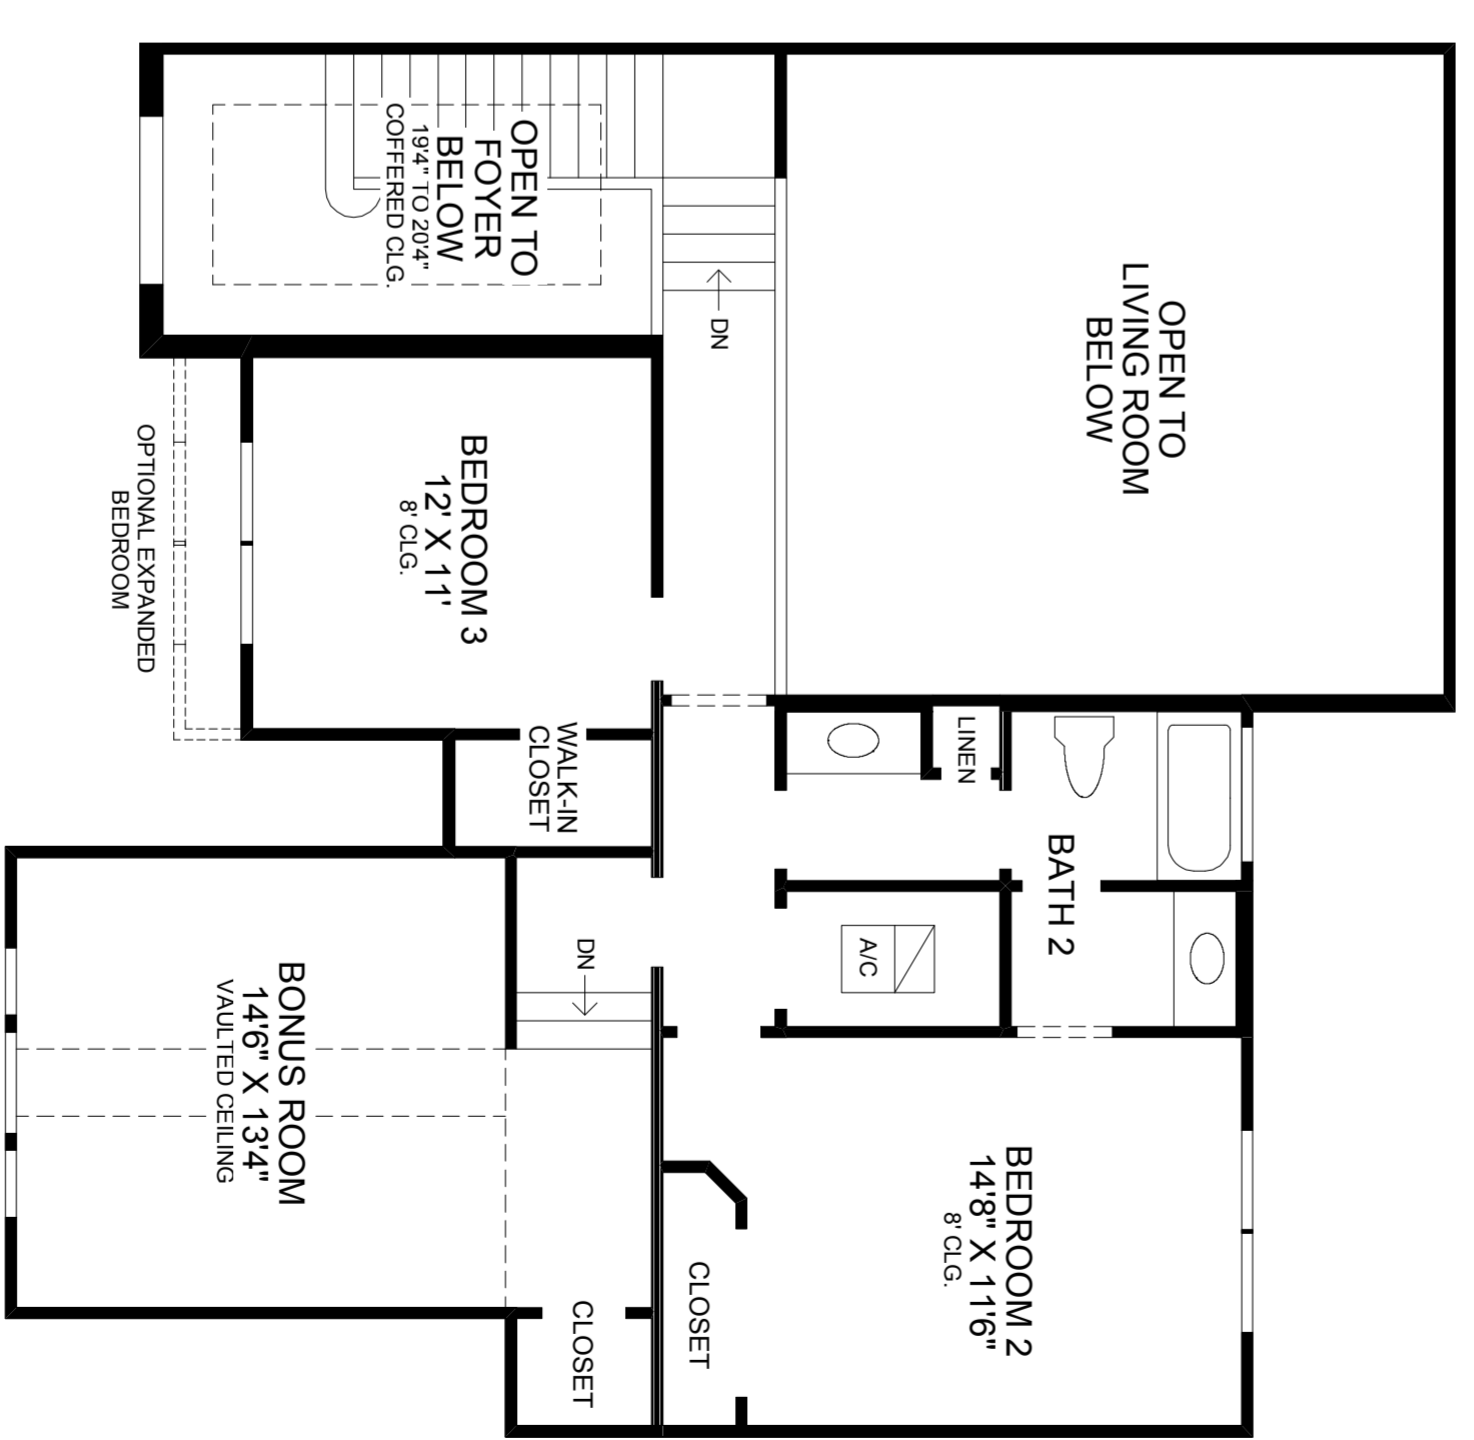 OPEN TO
LIVING ROOM
BELOW
OPEN TO
FOYER
BELOW
19'4" TO 20'4"
COFFERED CLG.
DN
BEDROOM 3
12' X 11'
8' CLG.
OPTIONAL EXPANDED
BEDROOM
WALK-IN
CLOSET
LINEN
BATH 2
A/C
DN
BONUS ROOM
14'6" X 13'4"
VAULTED CEILING
BEDROOM 2
14'8" X 11'6"
8' CLG.
CLOSET
CLOSET